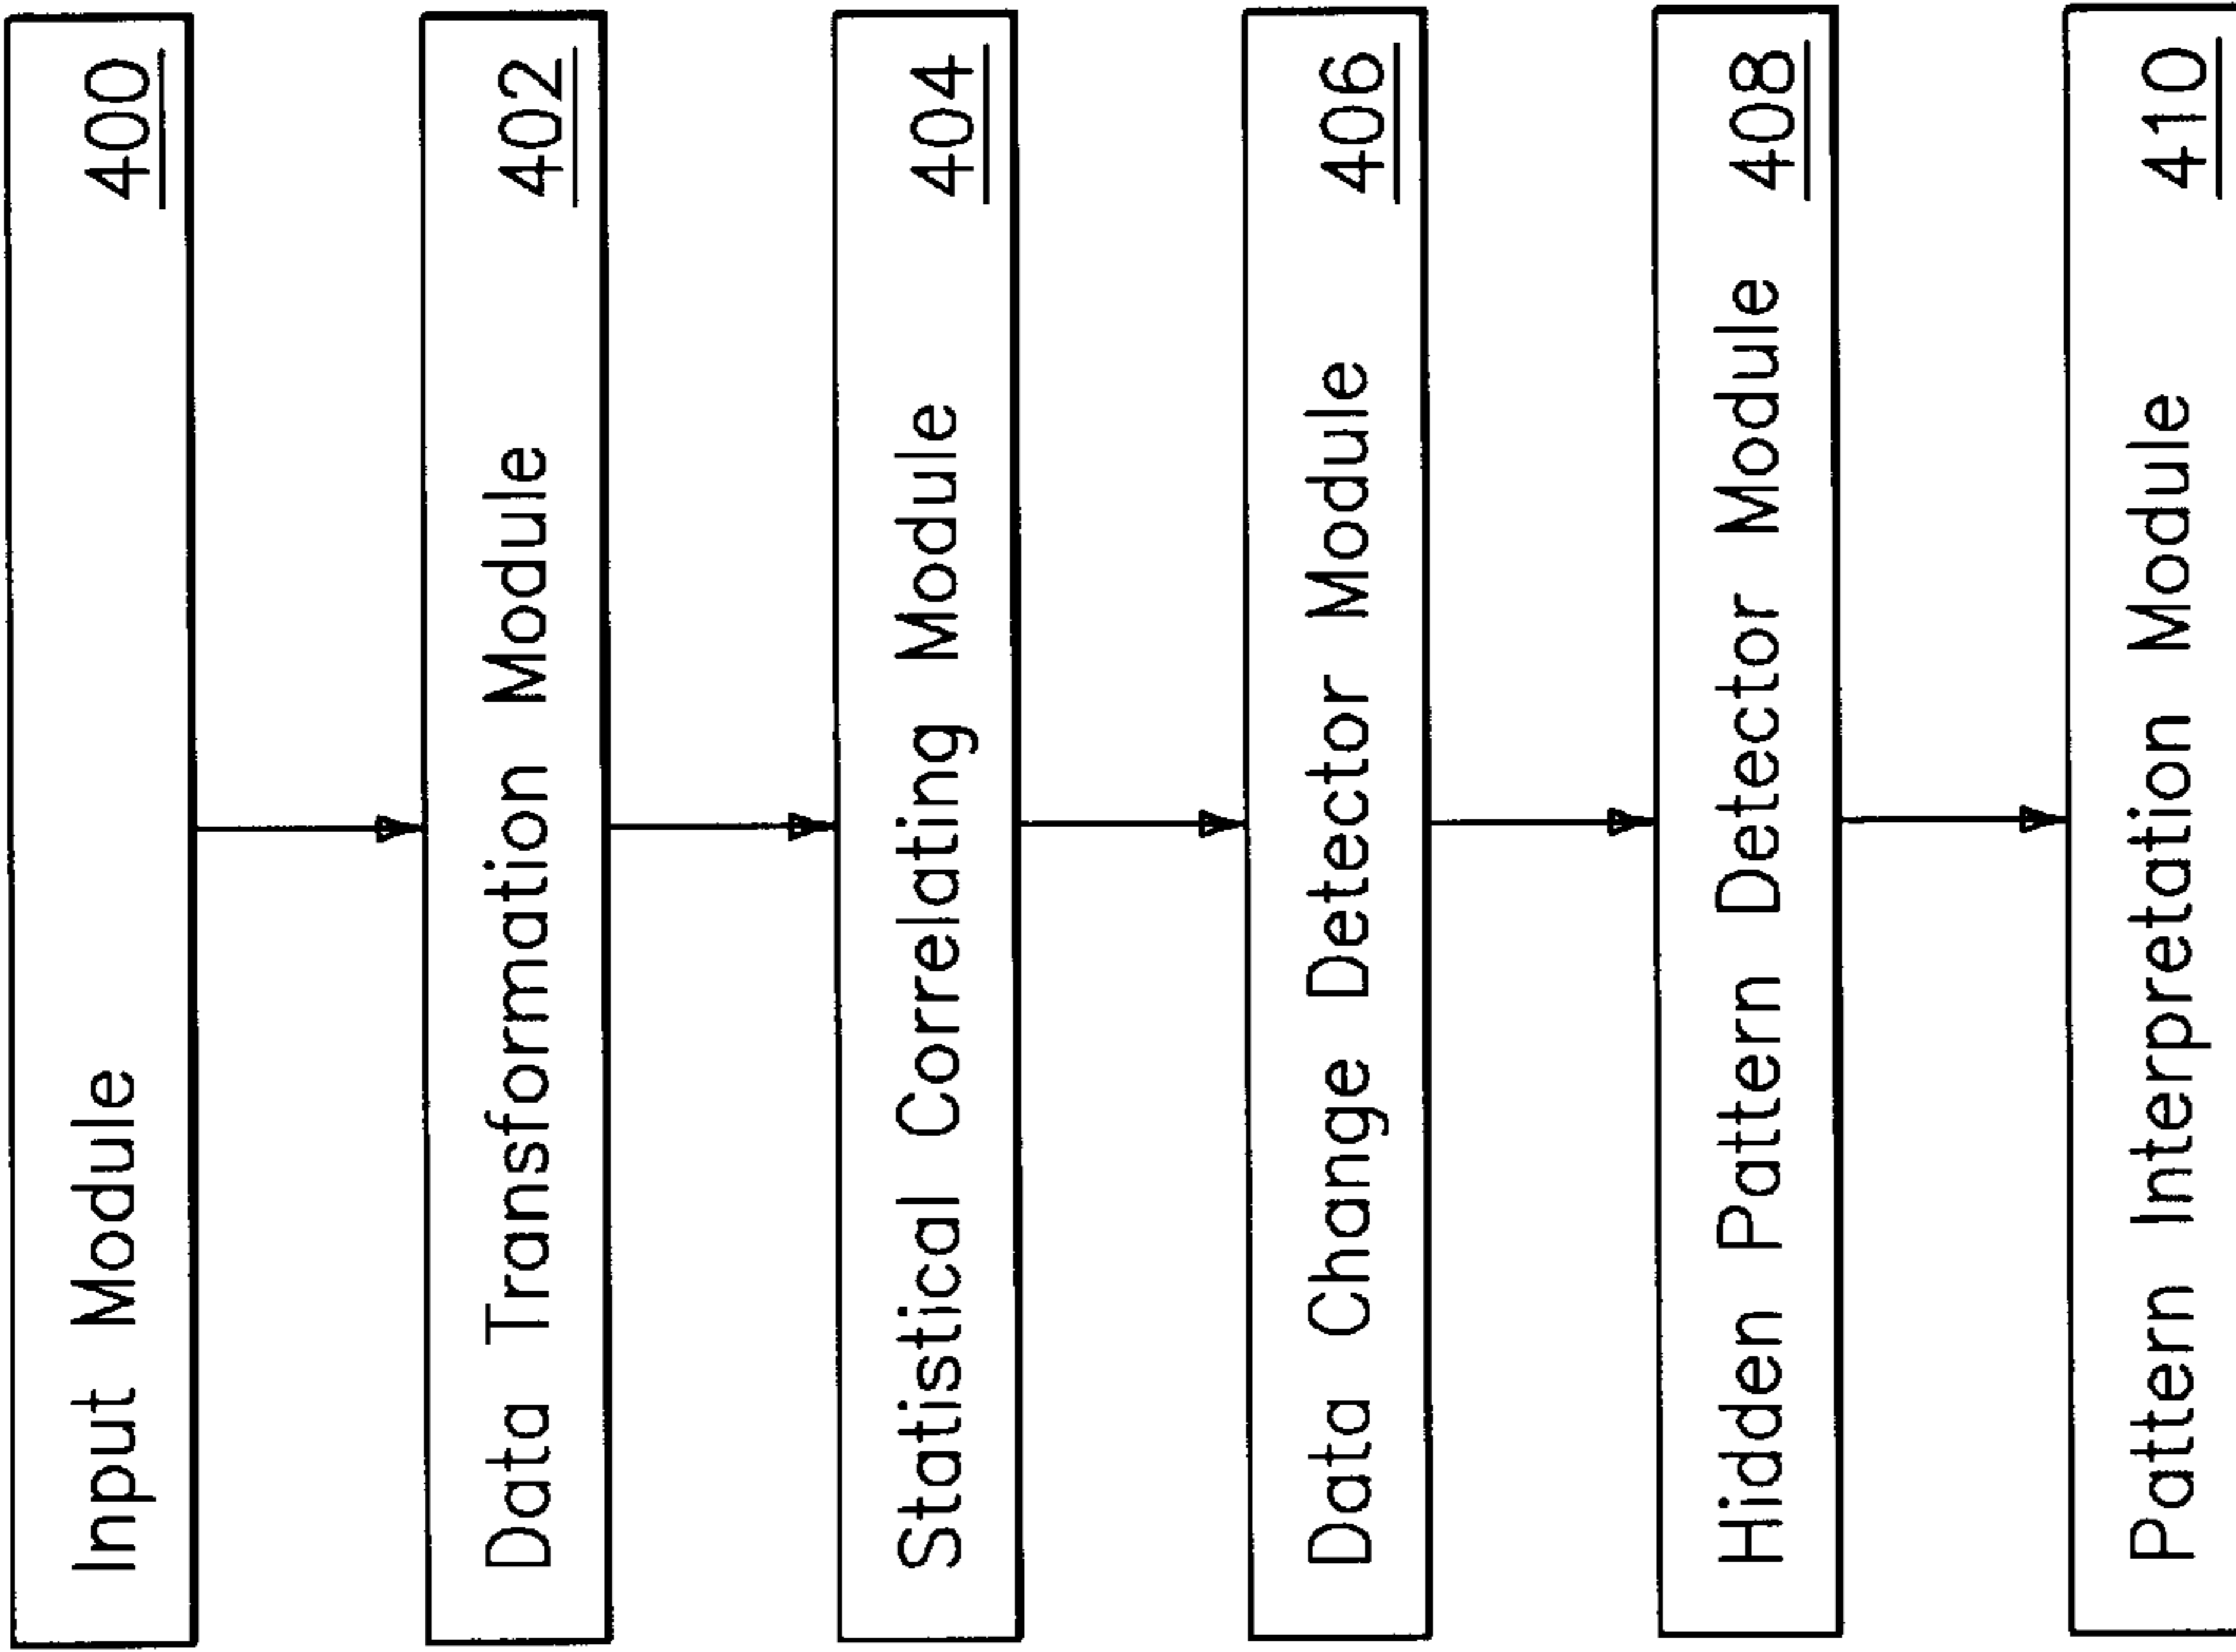 Input Module 400
Data Transformation Module 402
Statistical Correlating Module 404
Data Change Detector Module 406
Hidden Pattern Detector Module 408
Pattern Interpretation Module 410